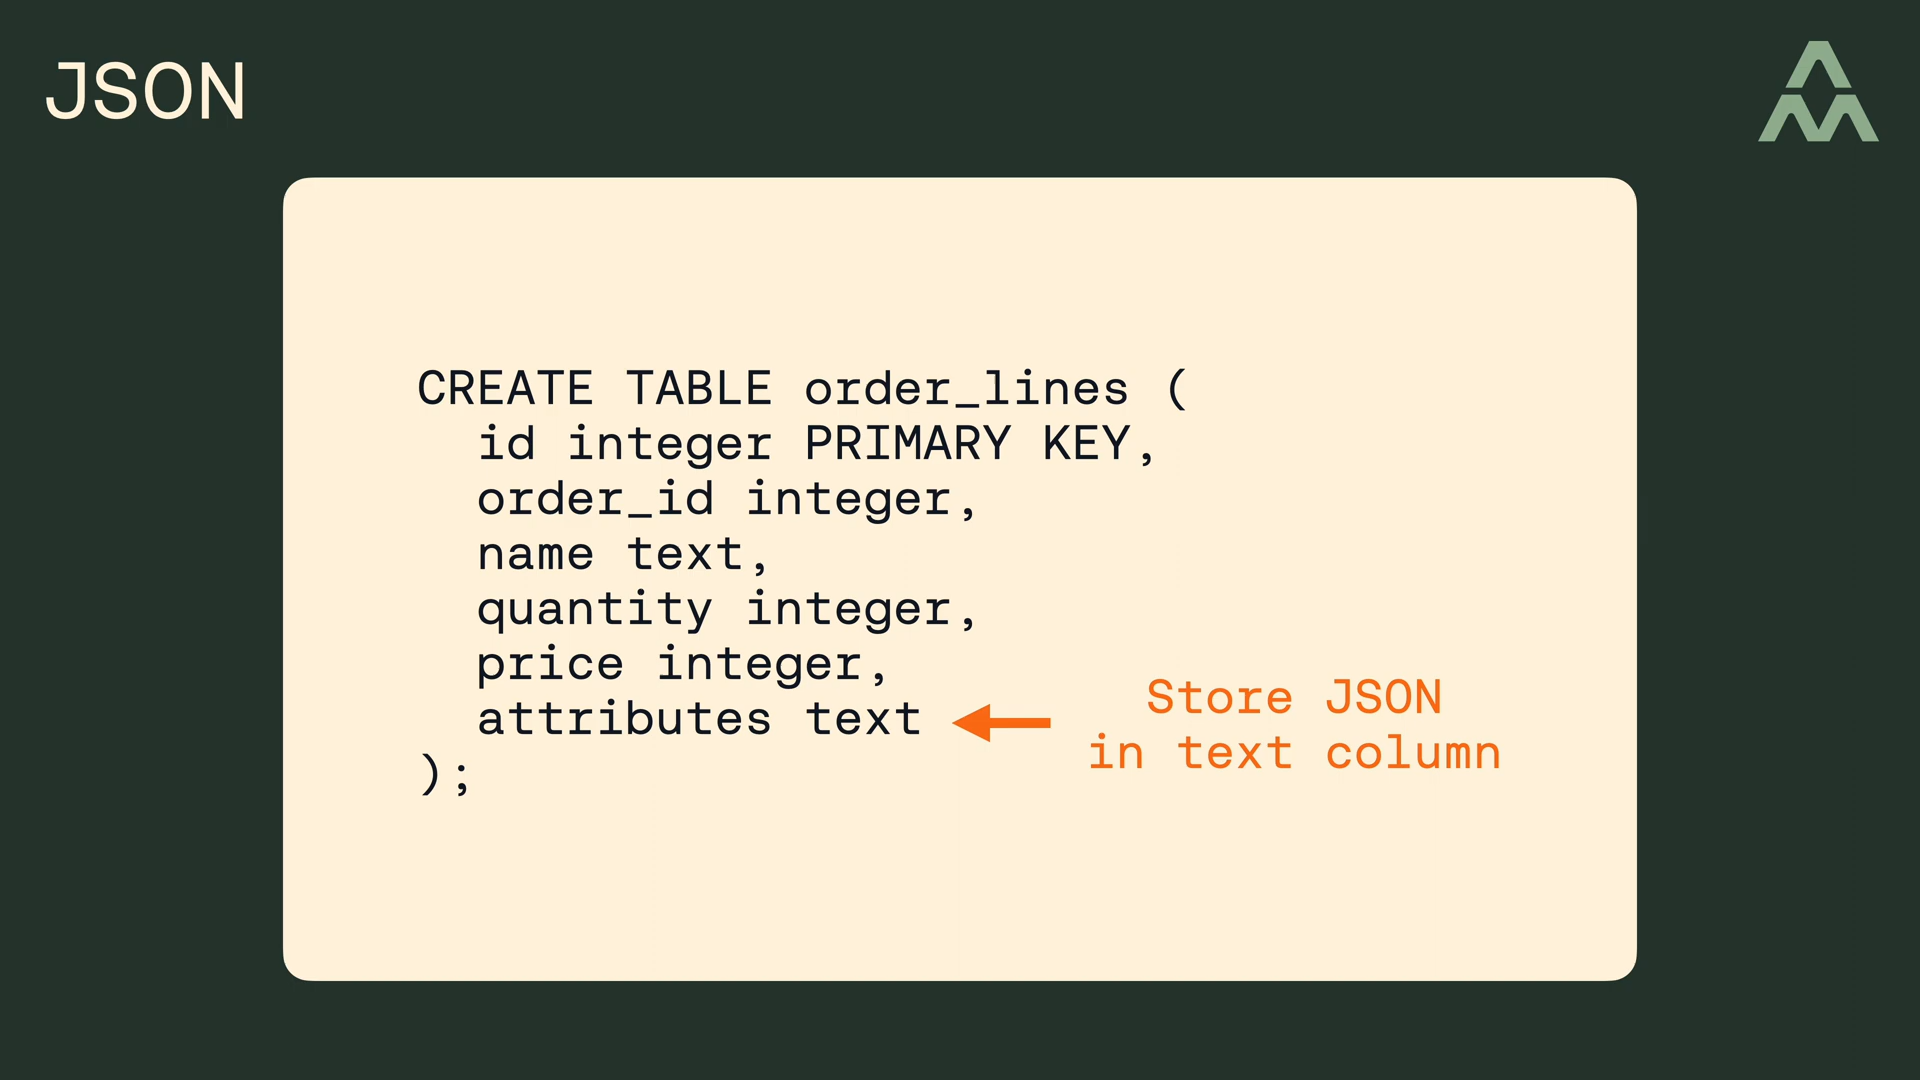 JSON
CREATE TABLE order_lines (
  id integer PRIMARY KEY,
  order_id integer,
  name text,
  quantity integer,
  price integer,
  attributes text
);
Store JSON
in text column